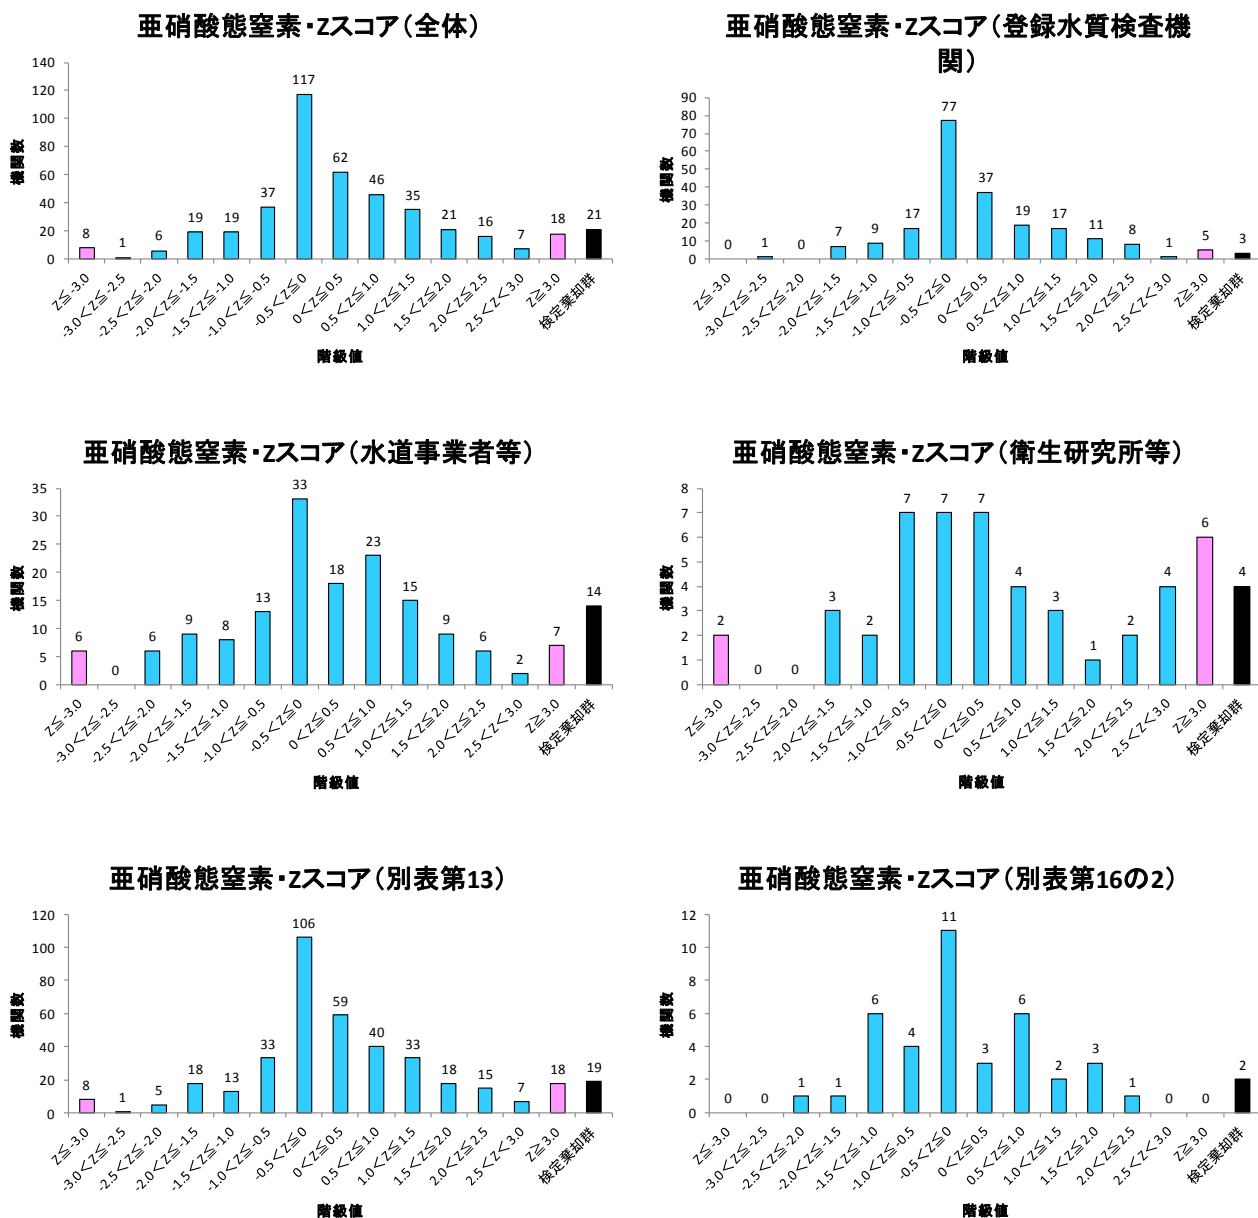 亜硝酸態窒素・Zスコア（全体）
機関数
140
120
100
80
60
40
20
0
8
1
6
19
19
37
117
62
46
35
21
16
7
18
21
Z≦-3.0
-3.0＜Z≦-2.5
-2.5＜Z≦-2.0
-2.0＜Z≦-1.5
-1.5＜Z≦-1.0
-1.0＜Z≦-0.5
-0.5＜Z≦0
0＜Z≦0.5
0.5＜Z≦1.0
1.0＜Z≦1.5
1.5＜Z≦2.0
2.0＜Z≦2.5
2.5＜Z＜3.0
Z≧3.0
検定棄却群
階級値
亜硝酸態窒素・Zスコア（登録水質検査機
関）
機関数
90
80
70
60
50
40
30
20
10
0
0
1
0
7
9
17
77
37
19
17
11
8
1
5
3
Z≦-3.0
-3.0＜Z≦-2.5
-2.5＜Z≦-2.0
-2.0＜Z≦-1.5
-1.5＜Z≦-1.0
-1.0＜Z≦-0.5
-0.5＜Z≦0
0＜Z≦0.5
0.5＜Z≦1.0
1.0＜Z≦1.5
1.5＜Z≦2.0
2.0＜Z≦2.5
2.5＜Z＜3.0
Z≧3.0
検定棄却群
階級値
亜硝酸態窒素・Zスコア（水道事業者等）
機関数
35
30
25
20
15
10
5
0
6
0
6
9
8
13
33
18
23
15
9
6
2
7
14
Z≦-3.0
-3.0＜Z≦-2.5
-2.5＜Z≦-2.0
-2.0＜Z≦-1.5
-1.5＜Z≦-1.0
-1.0＜Z≦-0.5
-0.5＜Z≦0
0＜Z≦0.5
0.5＜Z≦1.0
1.0＜Z≦1.5
1.5＜Z≦2.0
2.0＜Z≦2.5
2.5＜Z＜3.0
Z≧3.0
検定棄却群
階級値
亜硝酸態窒素・Zスコア（衛生研究所等）
機関数
8
7
6
5
4
3
2
1
0
2
0
0
3
2
7
7
7
4
3
1
2
4
6
4
Z≦-3.0
-3.0＜Z≦-2.5
-2.5＜Z≦-2.0
-2.0＜Z≦-1.5
-1.5＜Z≦-1.0
-1.0＜Z≦-0.5
-0.5＜Z≦0
0＜Z≦0.5
0.5＜Z≦1.0
1.0＜Z≦1.5
1.5＜Z≦2.0
2.0＜Z≦2.5
2.5＜Z＜3.0
Z≧3.0
検定棄却群
階級値
亜硝酸態窒素・Zスコア（別表第13）
機関数
120
100
80
60
40
20
0
8
1
5
18
13
33
106
59
40
33
18
15
7
18
19
Z≦-3.0
-3.0＜Z≦-2.5
-2.5＜Z≦-2.0
-2.0＜Z≦-1.5
-1.5＜Z≦-1.0
-1.0＜Z≦-0.5
-0.5＜Z≦0
0＜Z≦0.5
0.5＜Z≦1.0
1.0＜Z≦1.5
1.5＜Z≦2.0
2.0＜Z≦2.5
2.5＜Z＜3.0
Z≧3.0
検定棄却群
階級値
亜硝酸態窒素・Zスコア（別表第16の2）
機関数
12
10
8
6
4
2
0
0
0
1
1
6
4
11
3
6
2
3
1
0
0
2
Z≦-3.0
-3.0＜Z≦-2.5
-2.5＜Z≦-2.0
-2.0＜Z≦-1.5
-1.5＜Z≦-1.0
-1.0＜Z≦-0.5
-0.5＜Z≦0
0＜Z≦0.5
0.5＜Z≦1.0
1.0＜Z≦1.5
1.5＜Z≦2.0
2.0＜Z≦2.5
2.5＜Z＜3.0
Z≧3.0
検定棄却群
階級値